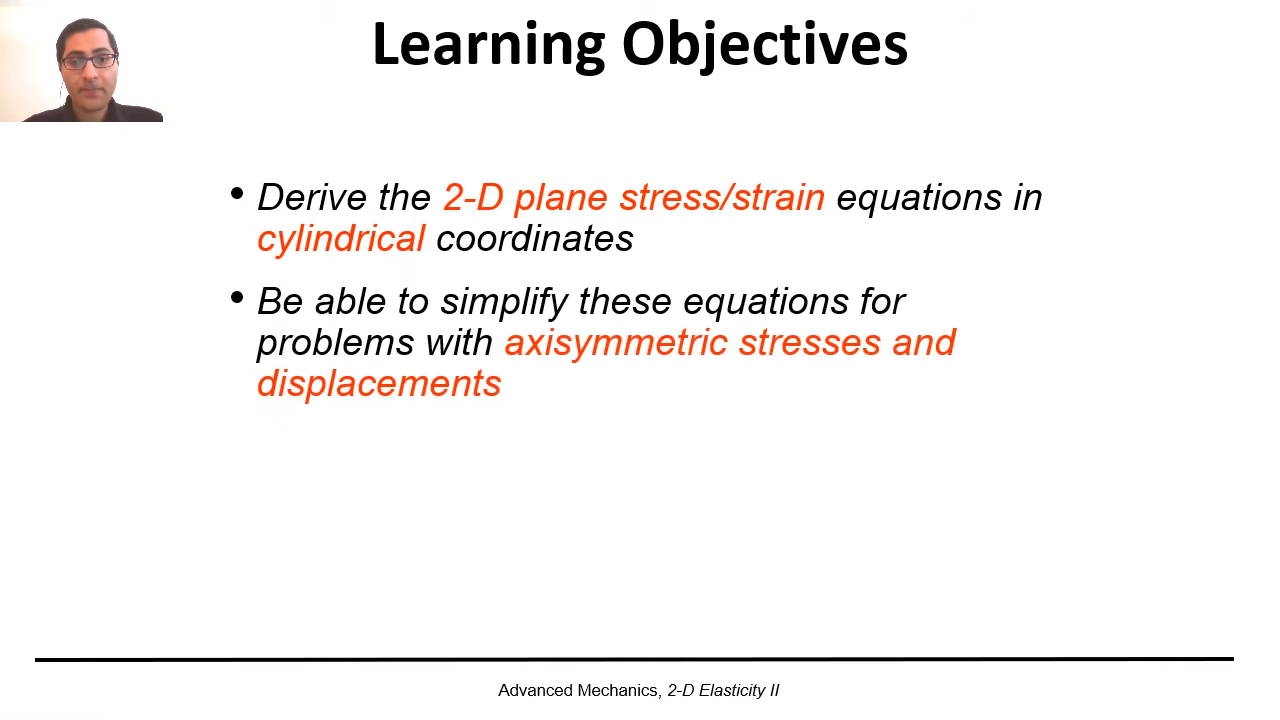 Learning Objectives
• Derive the 2-D plane stress/strain equations in
cylindrical coordinates
• Be able to simplify these equations for
problems with axisymmetric stresses and
displacements
Advanced Mechanics, 2-D Elasticity II